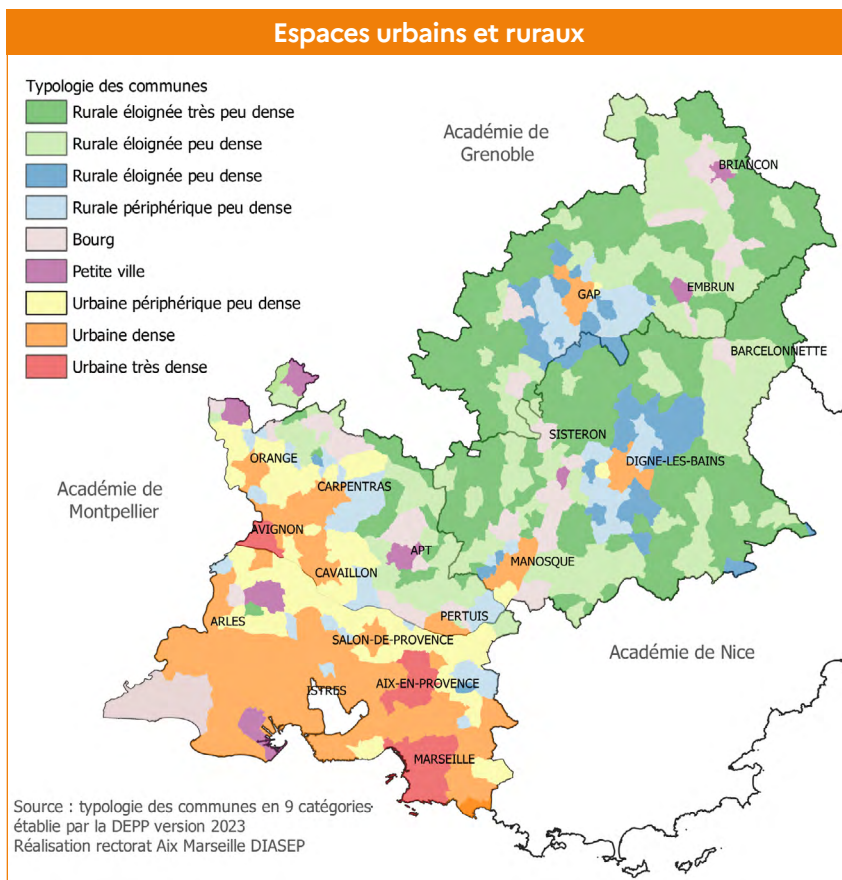 Espaces urbains et ruraux
Typologie des communes
Rurale éloignée très peu dense
Rurale éloignée peu dense
Rurale éloignée peu dense
Rurale périphérique peu dense
Bourg
Petite ville
Urbaine périphérique peu dense
Urbaine dense
Urbaine très dense
Académie de
Grenoble
BRIANÇON
EMBRUN
GAP
BARCELONNETTE
SISTERON
DIGNE-LES-BAINS
ORANGE
CARPENTRAS
Académie de
Montpellier
AVIGNON
APT
MANOSQUE
CAVAILLON
PERTUIS
ARLES
SALON-DE-PROVENCE
Académie de Nice
AIX-EN-PROVENCE
ISTRES
MARSEILLE
Source : typologie des communes en 9 catégories
établie par la DEPP version 2023
Réalisation rectorat Aix Marseille DIASEP